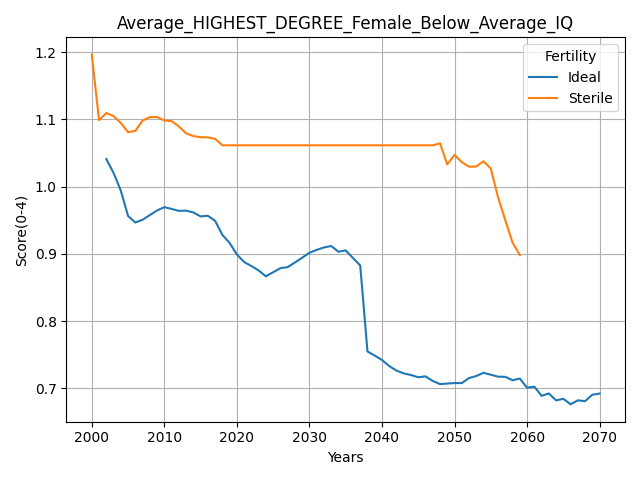 Average_HIGHEST_DEGREE_Female_Below_Average_IQ
Fertility
Ideal
Sterile
Score(0-4)
1.2
1.1
1.0
0.9
0.8
0.7
2000 2010 2020 2030 2040 2050 2060 2070
Years